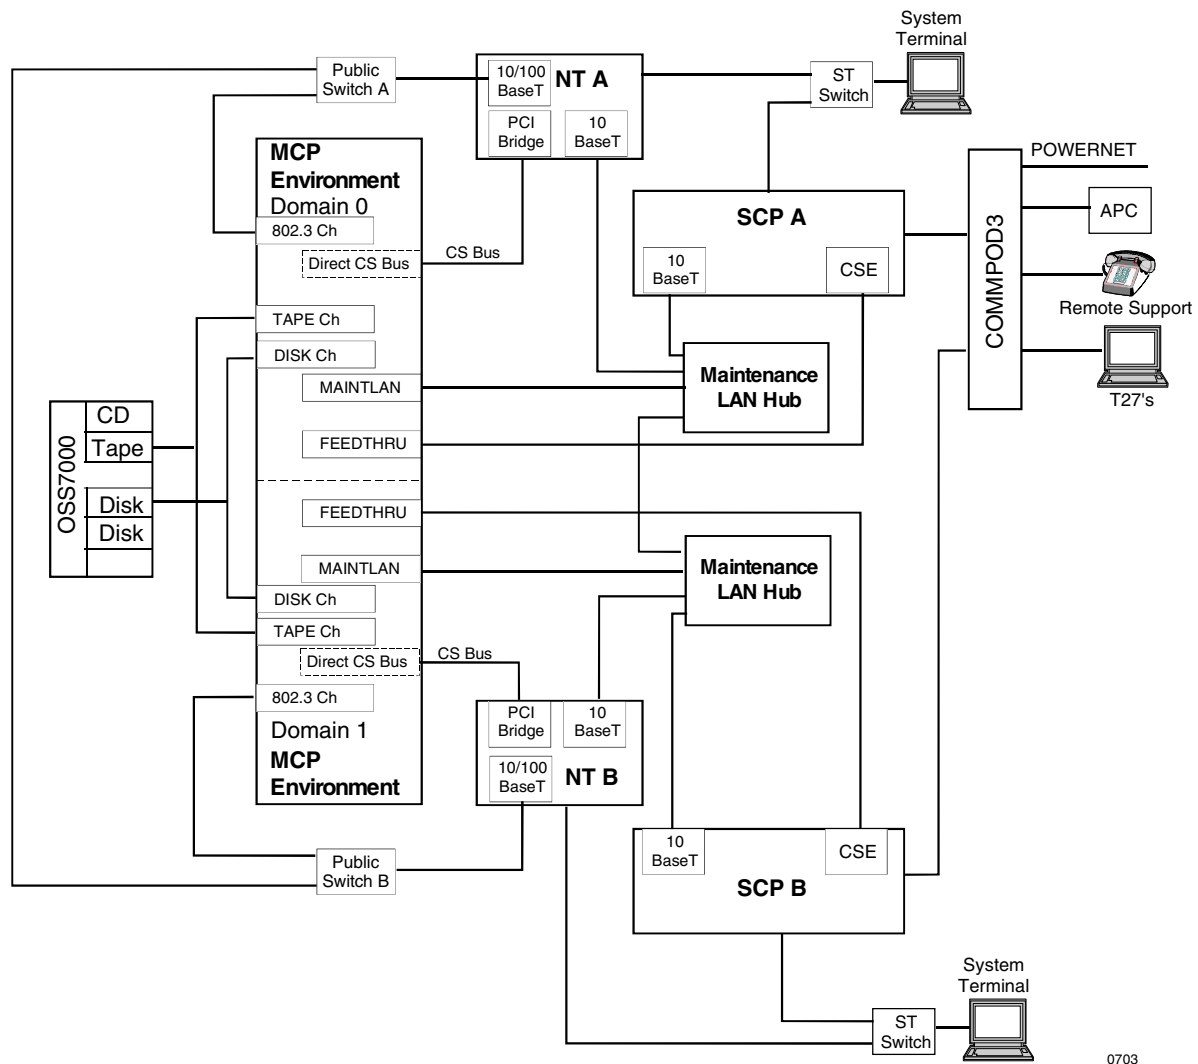 System
Terminal
Public
Switch A
10/100
BaseT
NT A
ST
Switch
PCI
Bridge
10
BaseT
MCP
Environment
Domain 0
802.3 Ch
Direct CS Bus
CS Bus
SCP A
10
BaseT
CSE
COMMPOD3
POWERNET
APC
Remote Support
T27's
TAPE Ch
DISK Ch
MAINTLAN
FEEDTHRU
Maintenance
LAN Hub
OSS7000
CD
Tape
Disk
Disk
FEEDTHRU
MAINTLAN
DISK Ch
TAPE Ch
Direct CS Bus
CS Bus
802.3 Ch
Domain 1
MCP
Environment
Maintenance
LAN Hub
PCI
Bridge
10
BaseT
10/100
BaseT
NT B
Public
Switch B
10
BaseT
CSE
SCP B
System
Terminal
ST
Switch
0703